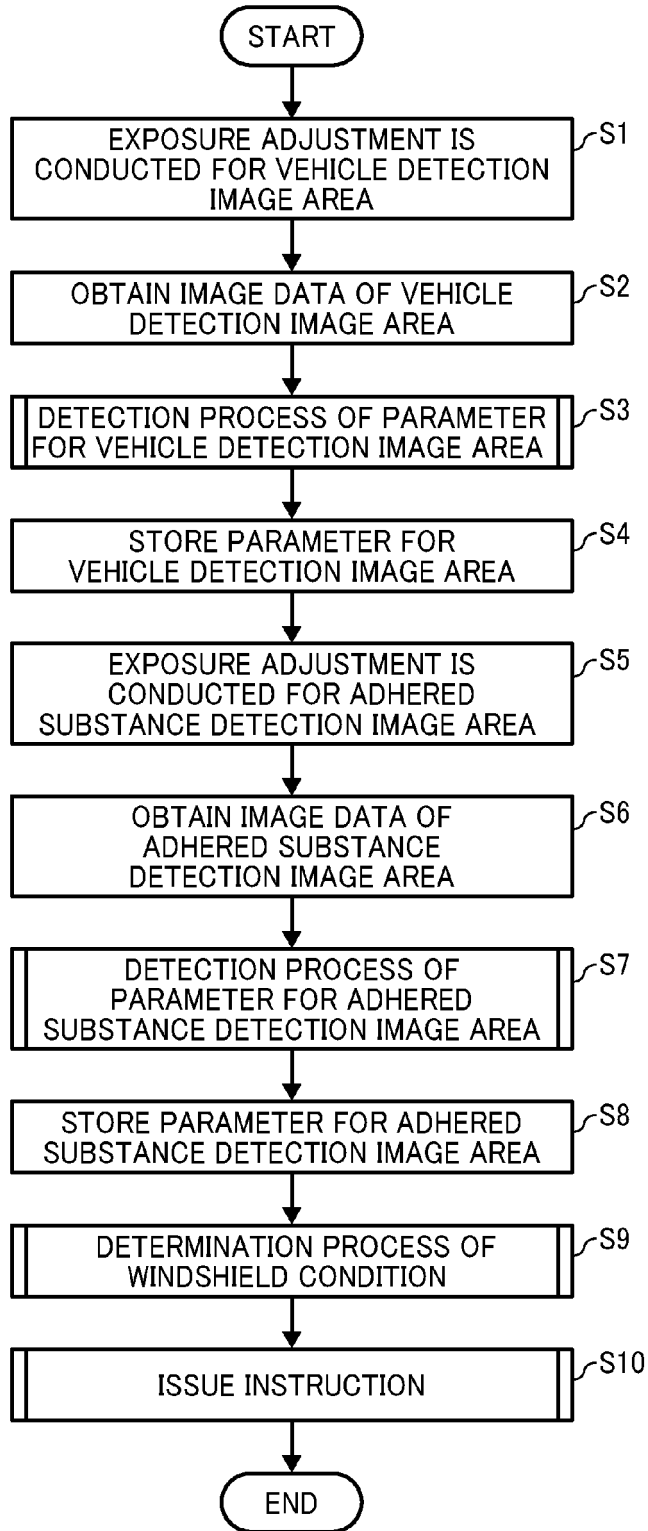 START
EXPOSURE ADJUSTMENT IS
CONDUCTED FOR VEHICLE DETECTION
IMAGE AREA
S1
OBTAIN IMAGE DATA OF VEHICLE
DETECTION IMAGE AREA
S2
DETECTION PROCESS OF PARAMETER
FOR VEHICLE DETECTION IMAGE AREA
S3
STORE PARAMETER FOR
VEHICLE DETECTION IMAGE AREA
S4
EXPOSURE ADJUSTMENT IS
CONDUCTED FOR ADHERED
SUBSTANCE DETECTION IMAGE AREA
S5
OBTAIN IMAGE DATA OF
ADHERED SUBSTANCE
DETECTION IMAGE AREA
S6
DETECTION PROCESS OF
PARAMETER FOR ADHERED
SUBSTANCE DETECTION IMAGE AREA
S7
STORE PARAMETER FOR ADHERED
SUBSTANCE DETECTION IMAGE AREA
S8
DETERMINATION PROCESS OF
WINDSHIELD CONDITION
S9
ISSUE INSTRUCTION
S10
END